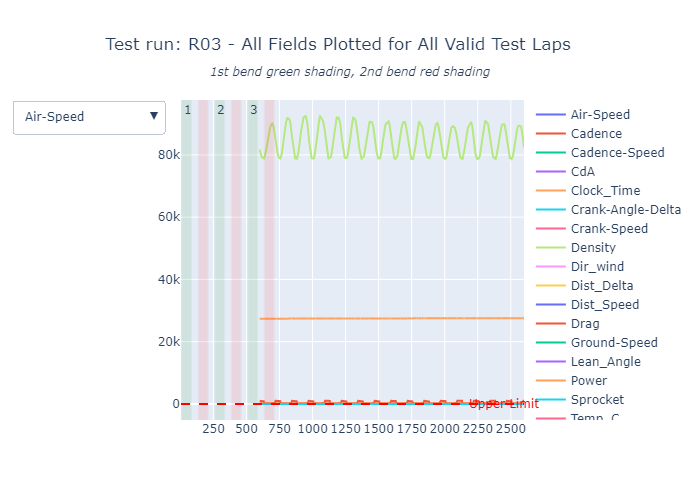 Test run: R03 - All Fields Plotted for All Valid Test Laps
1st bend green shading, 2nd bend red shading
Air-Speed ▼
1 2 3
80k
60k
40k
20k
0
Upper Limit
250 500 750 1000 1250 1500 1750 2000 2250 2500
Air-Speed
Cadence
Cadence-Speed
CdA
Clock_Time
Crank-Angle-Delta
Crank-Speed
Density
Dir_wind
Dist_Delta
Dist_Speed
Drag
Ground-Speed
Lean_Angle
Power
Sprocket
Temp_C